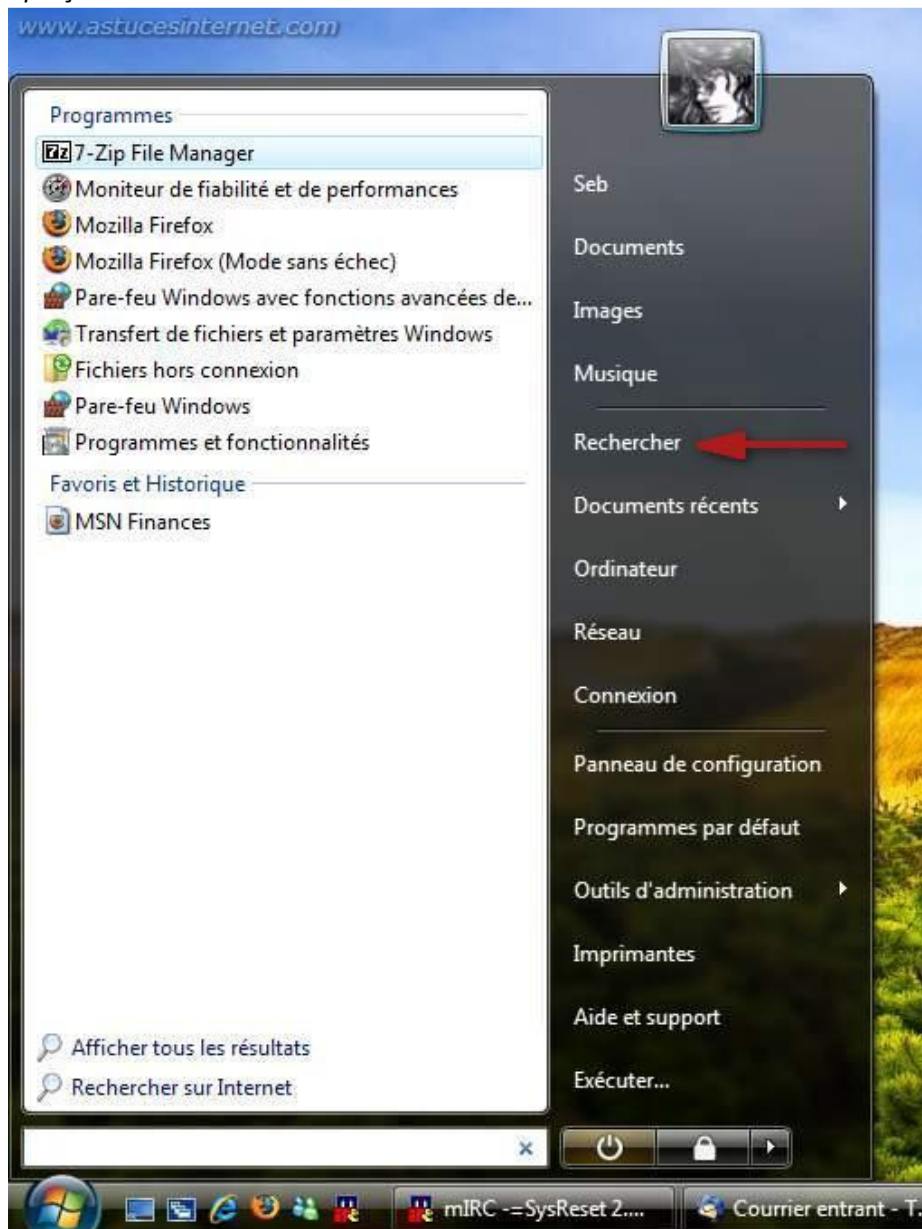 www.astucesinternet.com
Programmes
7-Zip File Manager
Moniteur de fiabilité et de performances
Mozilla Firefox
Mozilla Firefox (Mode sans échec)
Pare-feu Windows avec fonctions avancées de...
Transfert de fichiers et paramètres Windows
Fichiers hors connexion
Pare-feu Windows
Programmes et fonctionnalités
Favoris et Historique
MSN Finances
Afficher tous les résultats
Rechercher sur Internet
Seb
Documents
Images
Musique
Rechercher
Documents récents
Ordinateur
Réseau
Connexion
Panneau de configuration
Programmes par défaut
Outils d'administration
Imprimantes
Aide et support
Exécuter...
mIRC -=SysReset 2....
Courrier entrant - T